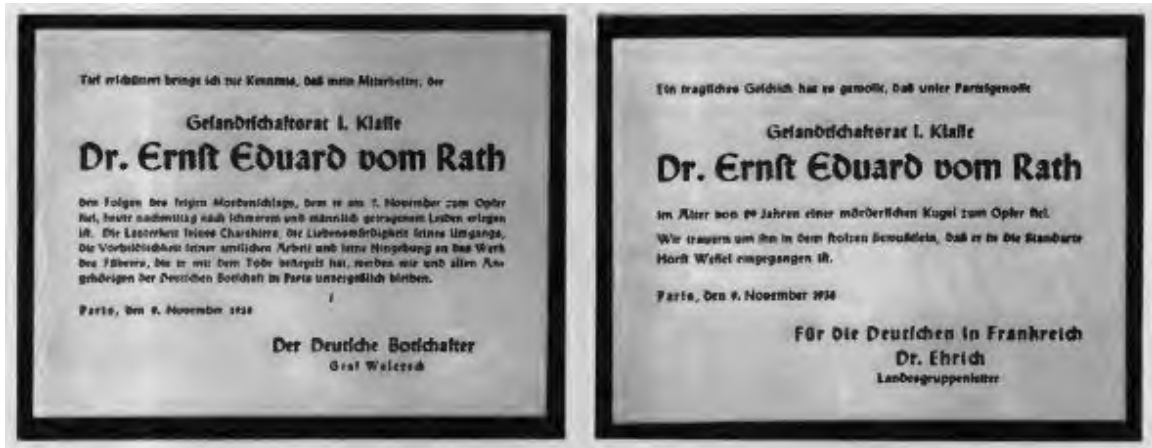 Tief erschüttert bringe ich zur Kenntnis, daß mein Mitarbeiter, der
Gesandtschaftsrat I. Klasse
Dr. Ernst Eduard vom Rath
den Folgen des feigen Mordanschlags, dem er am 7. November zum Opfer
fiel, heute nachmittag nach schwerem und männlich getragenem Leiden erlegen
ist. Die Lauterkeit seines Charakters, die Liebenswürdigkeit seines Umgangs,
die Vorbildlichkeit seiner amtlichen Arbeit und seine Hingebung an das Werk
des Führers, die er mit dem Tode besiegelt hat, werden mir und allen An-
gehörigen der Deutschen Botschaft in Paris unvergeßlich bleiben.
Paris, den 9. November 1938
Der Deutsche Botschafter
Graf Welczeck
Ein tragisches Geschick hat es gewollt, daß unser Parteigenosse
Gesandtschaftsrat I. Klasse
Dr. Ernst Eduard vom Rath
im Alter von 29 Jahren einer mörderischen Kugel zum Opfer fiel.
Wir trauern um ihn in dem stolzen Bewußtsein, daß er in die Standarte
Horst Wessel eingegangen ist.
Paris, den 9. November 1938
Für die Deutschen in Frankreich
Dr. Ehrich
Landesgruppenleiter